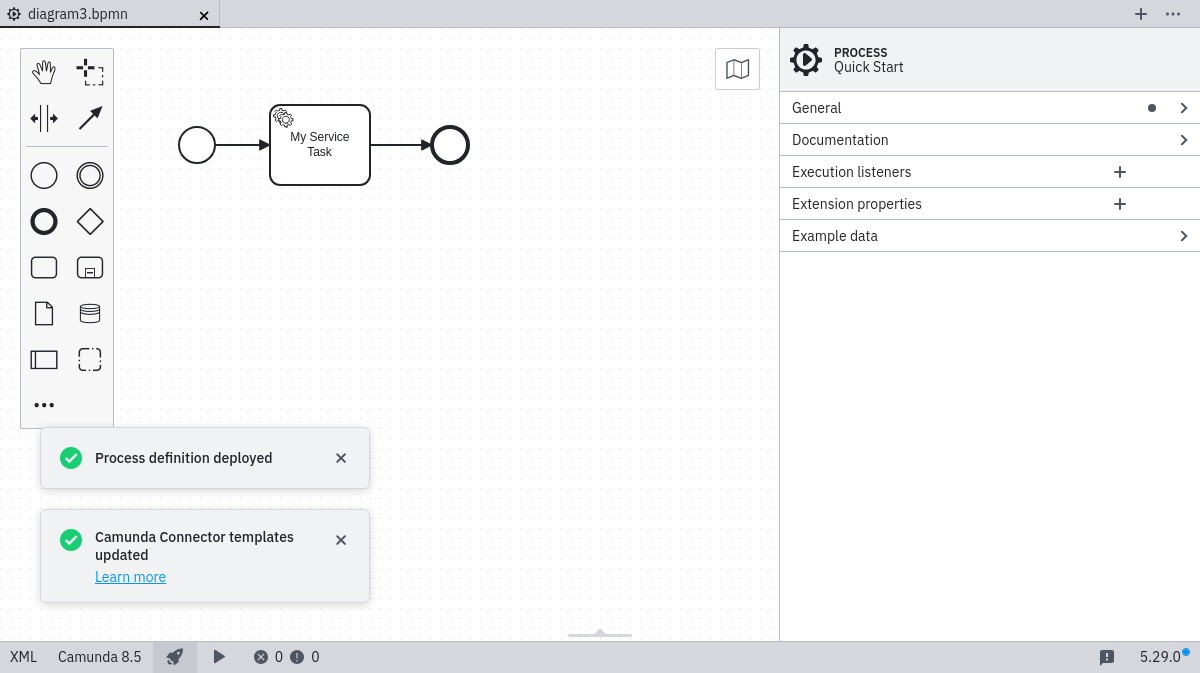 diagram3.bpmn
PROCESS
Quick Start
General
Documentation
Execution listeners
Extension properties
Example data
My Service
Task
Process definition deployed
Camunda Connector templates
updated
Learn more
XML Camunda 8.5 0 0 5.29.0